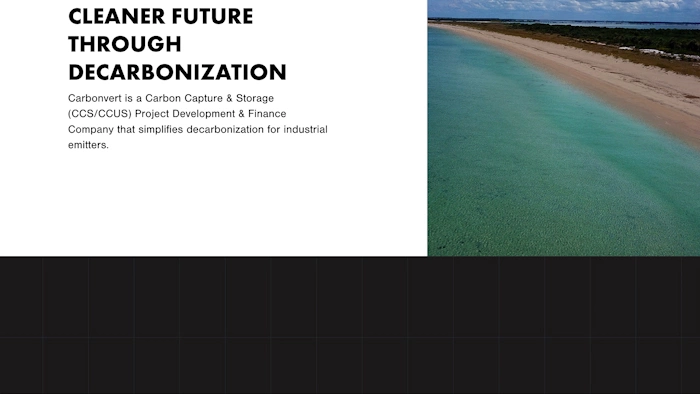 CLEANER FUTURE
THROUGH
DECARBONIZATION
Carbonvert is a Carbon Capture & Storage
(CCS/CCUS) Project Development & Finance
Company that simplifies decarbonization for industrial
emitters.